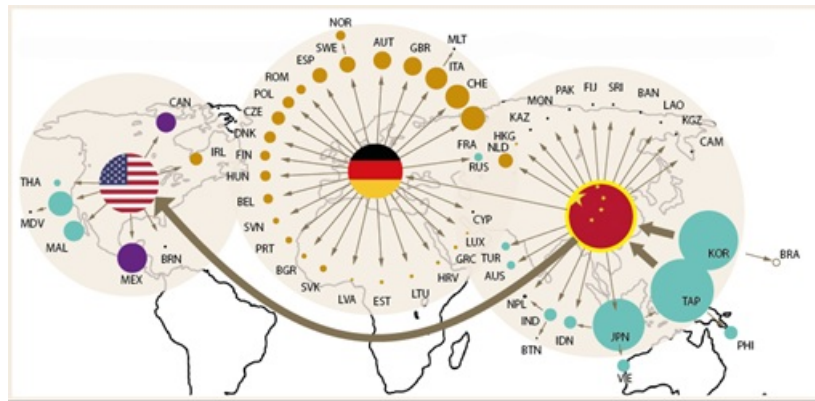 NOR
MLT
SWE
AUT
GBR
ESP
ITA
ROM
CHE
POL
CAN
CZE
DNK
FRA
FIN
IRL
HUN
RUS
THA
BEL
MDV
MAL
SVN
CYP
PRT
LUX
BRN
GRC
MEX
BGR
HRV
SVK
LVA
EST
LTU
PAK
FIJ
SRI
BAN
MON
LAO
KAZ
KGZ
HKG
CAM
NLD
KOR
BRA
TUR
AUS
TAP
NPL
IND
IDN
JPN
BTN
PHI
VIE